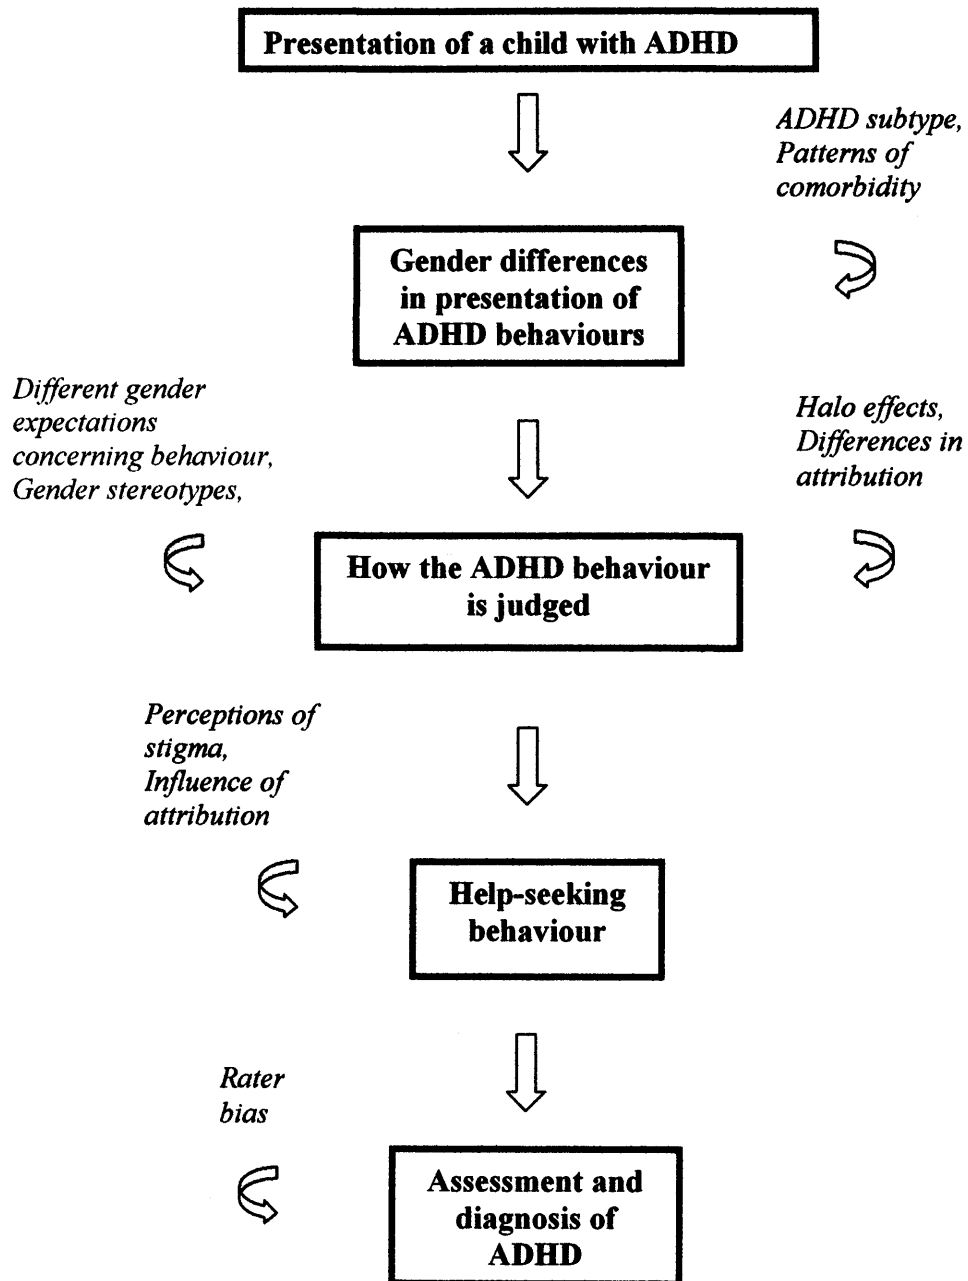 Presentation of a child with ADHD
ADHD subtype,
Patterns of
comorbidity
Gender differences
in presentation of
ADHD behaviours
Different gender
expectations
concerning behaviour,
Gender stereotypes,
Halo effects,
Differences in
attribution
How the ADHD behaviour
is judged
Perceptions of
stigma,
Influence of
attribution
Help-seeking
behaviour
Rater
bias
Assessment and
diagnosis of
ADHD